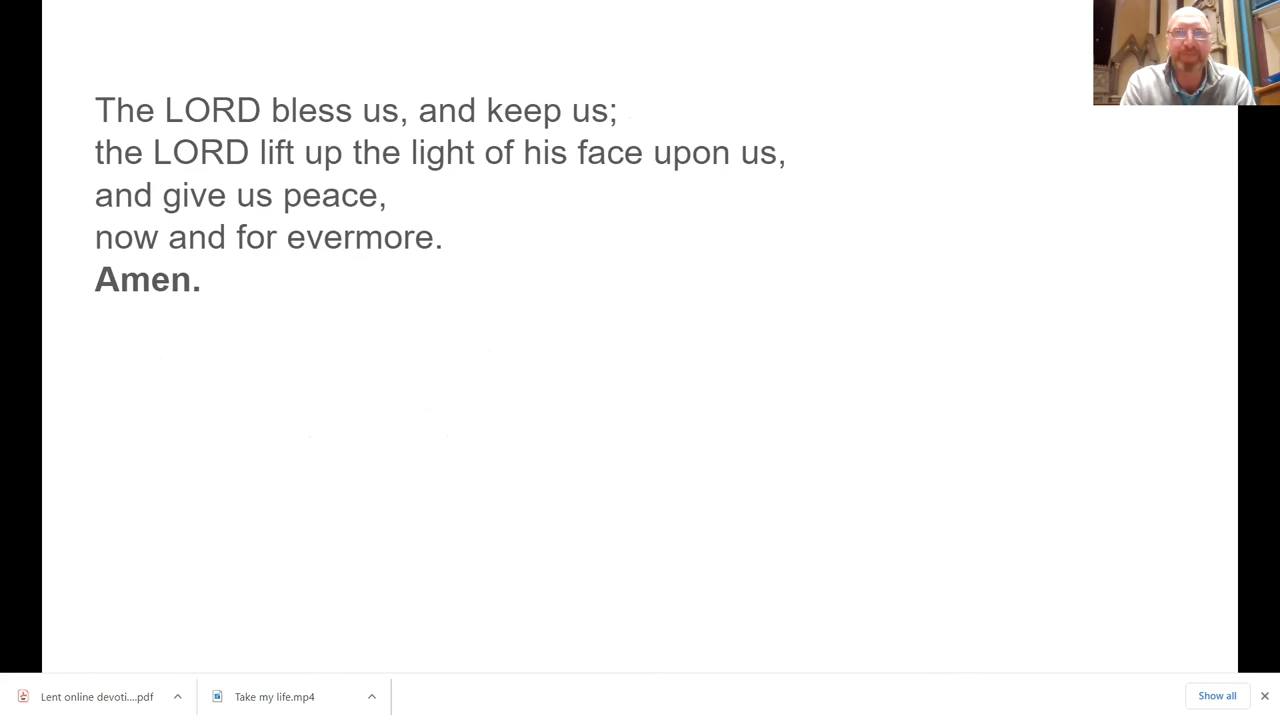 The LORD bless us, and keep us;
the LORD lift up the light of his face upon us,
and give us peace,
now and for evermore.
Amen.
Lent online devoti....pdf
Take my life.mp4
Show all